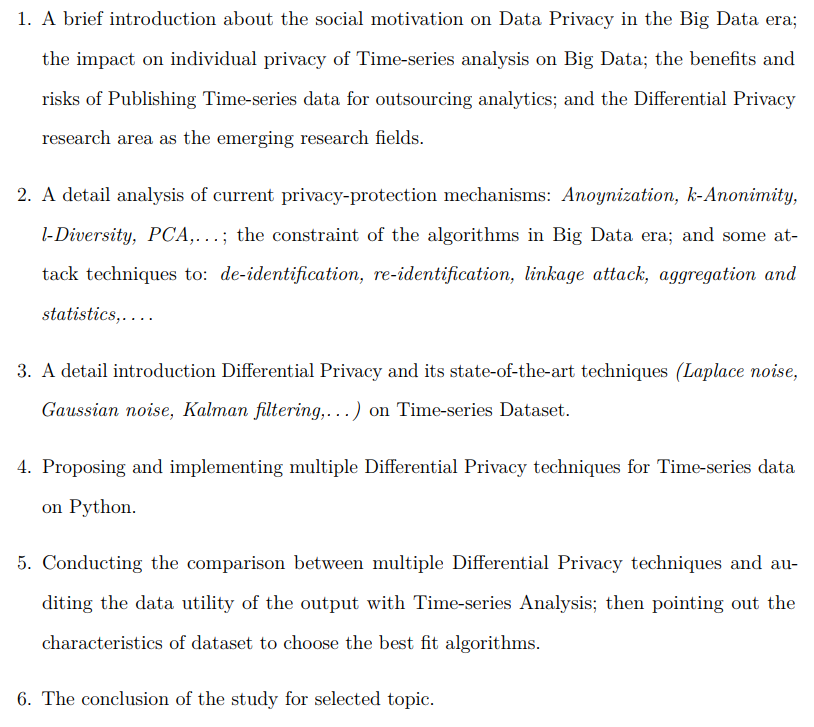 1. A brief introduction about the social motivation on Data Privacy in the Big Data era;
the impact on individual privacy of Time-series analysis on Big Data; the benefits and
risks of Publishing Time-series data for outsourcing analytics; and the Differential Privacy
research area as the emerging research fields.
2. A detail analysis of current privacy-protection mechanisms: Anoynization, k-Anonimity,
l-Diversity, PCA,...; the constraint of the algorithms in Big Data era; and some at-
tack techniques to: de-identification, re-identification, linkage attack, aggregation and
statistics,....
3. A detail introduction Differential Privacy and its state-of-the-art techniques (Laplace noise,
Gaussian noise, Kalman filtering,...) on Time-series Dataset.
4. Proposing and implementing multiple Differential Privacy techniques for Time-series data
on Python.
5. Conducting the comparison between multiple Differential Privacy techniques and au-
diting the data utility of the output with Time-series Analysis; then pointing out the
characteristics of dataset to choose the best fit algorithms.
6. The conclusion of the study for selected topic.